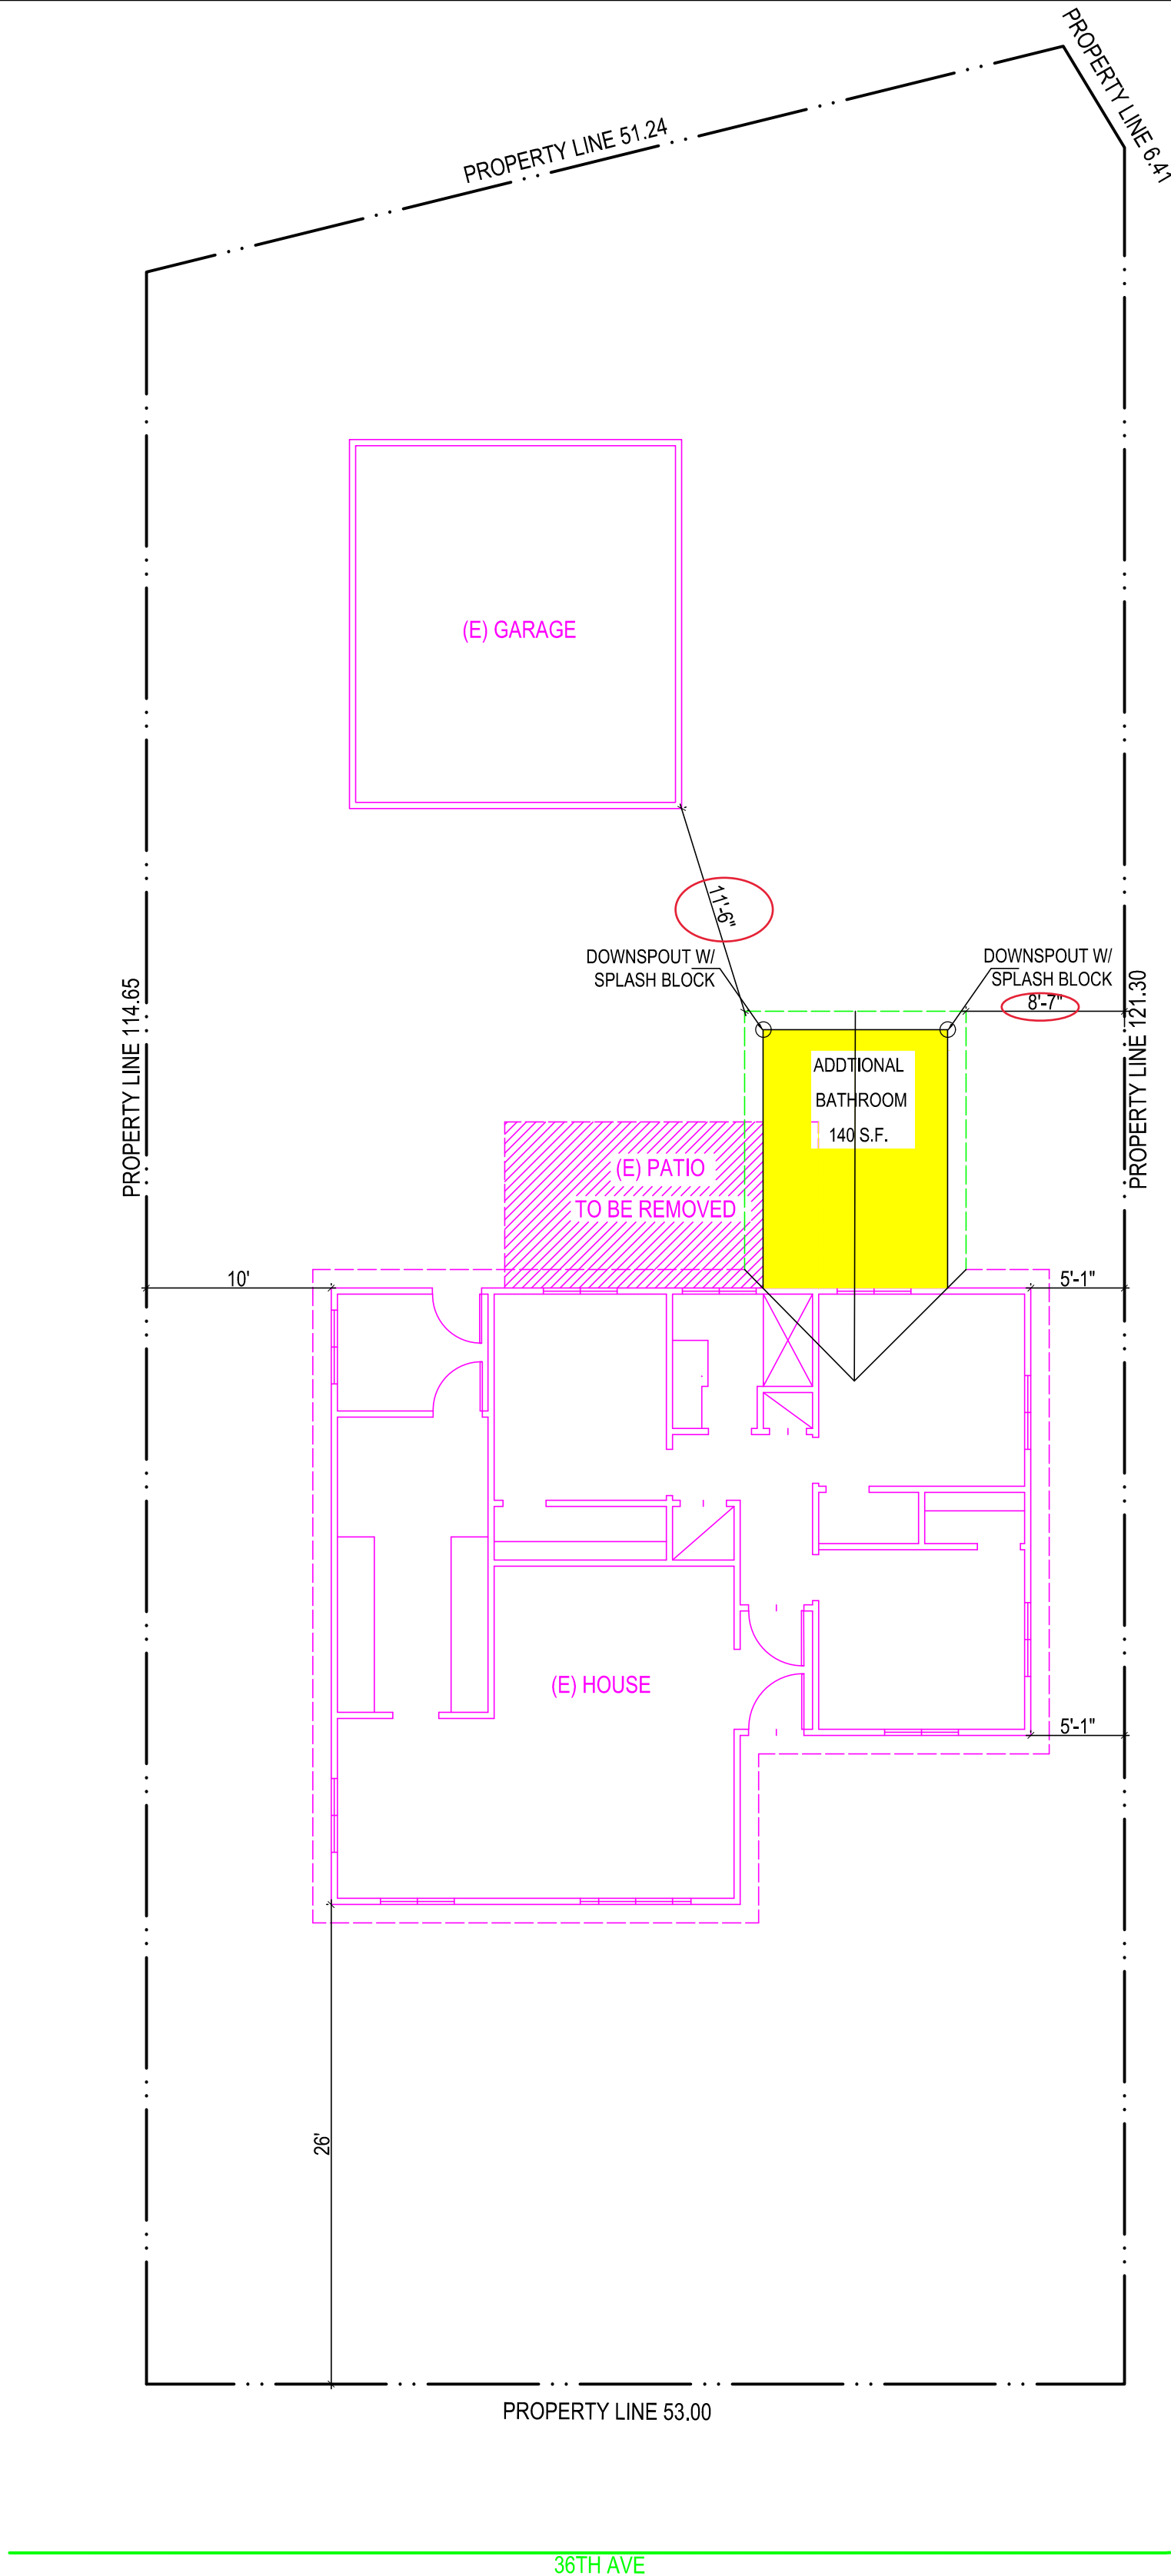 PROPERTY LINE 6.41
PROPERTY LINE 51.24
(E) GARAGE
11'-6"
DOWNSPOUT W/
SPLASH BLOCK
DOWNSPOUT W/
SPLASH BLOCK
8'-7"
PROPERTY LINE 114.65
PROPERTY LINE 121.30
ADDTIONAL
BATHROOM
140 S.F.
(E) PATIO
TO BE REMOVED
10'
5'-1"
(E) HOUSE
5'-1"
26'
PROPERTY LINE 53.00
36TH AVE